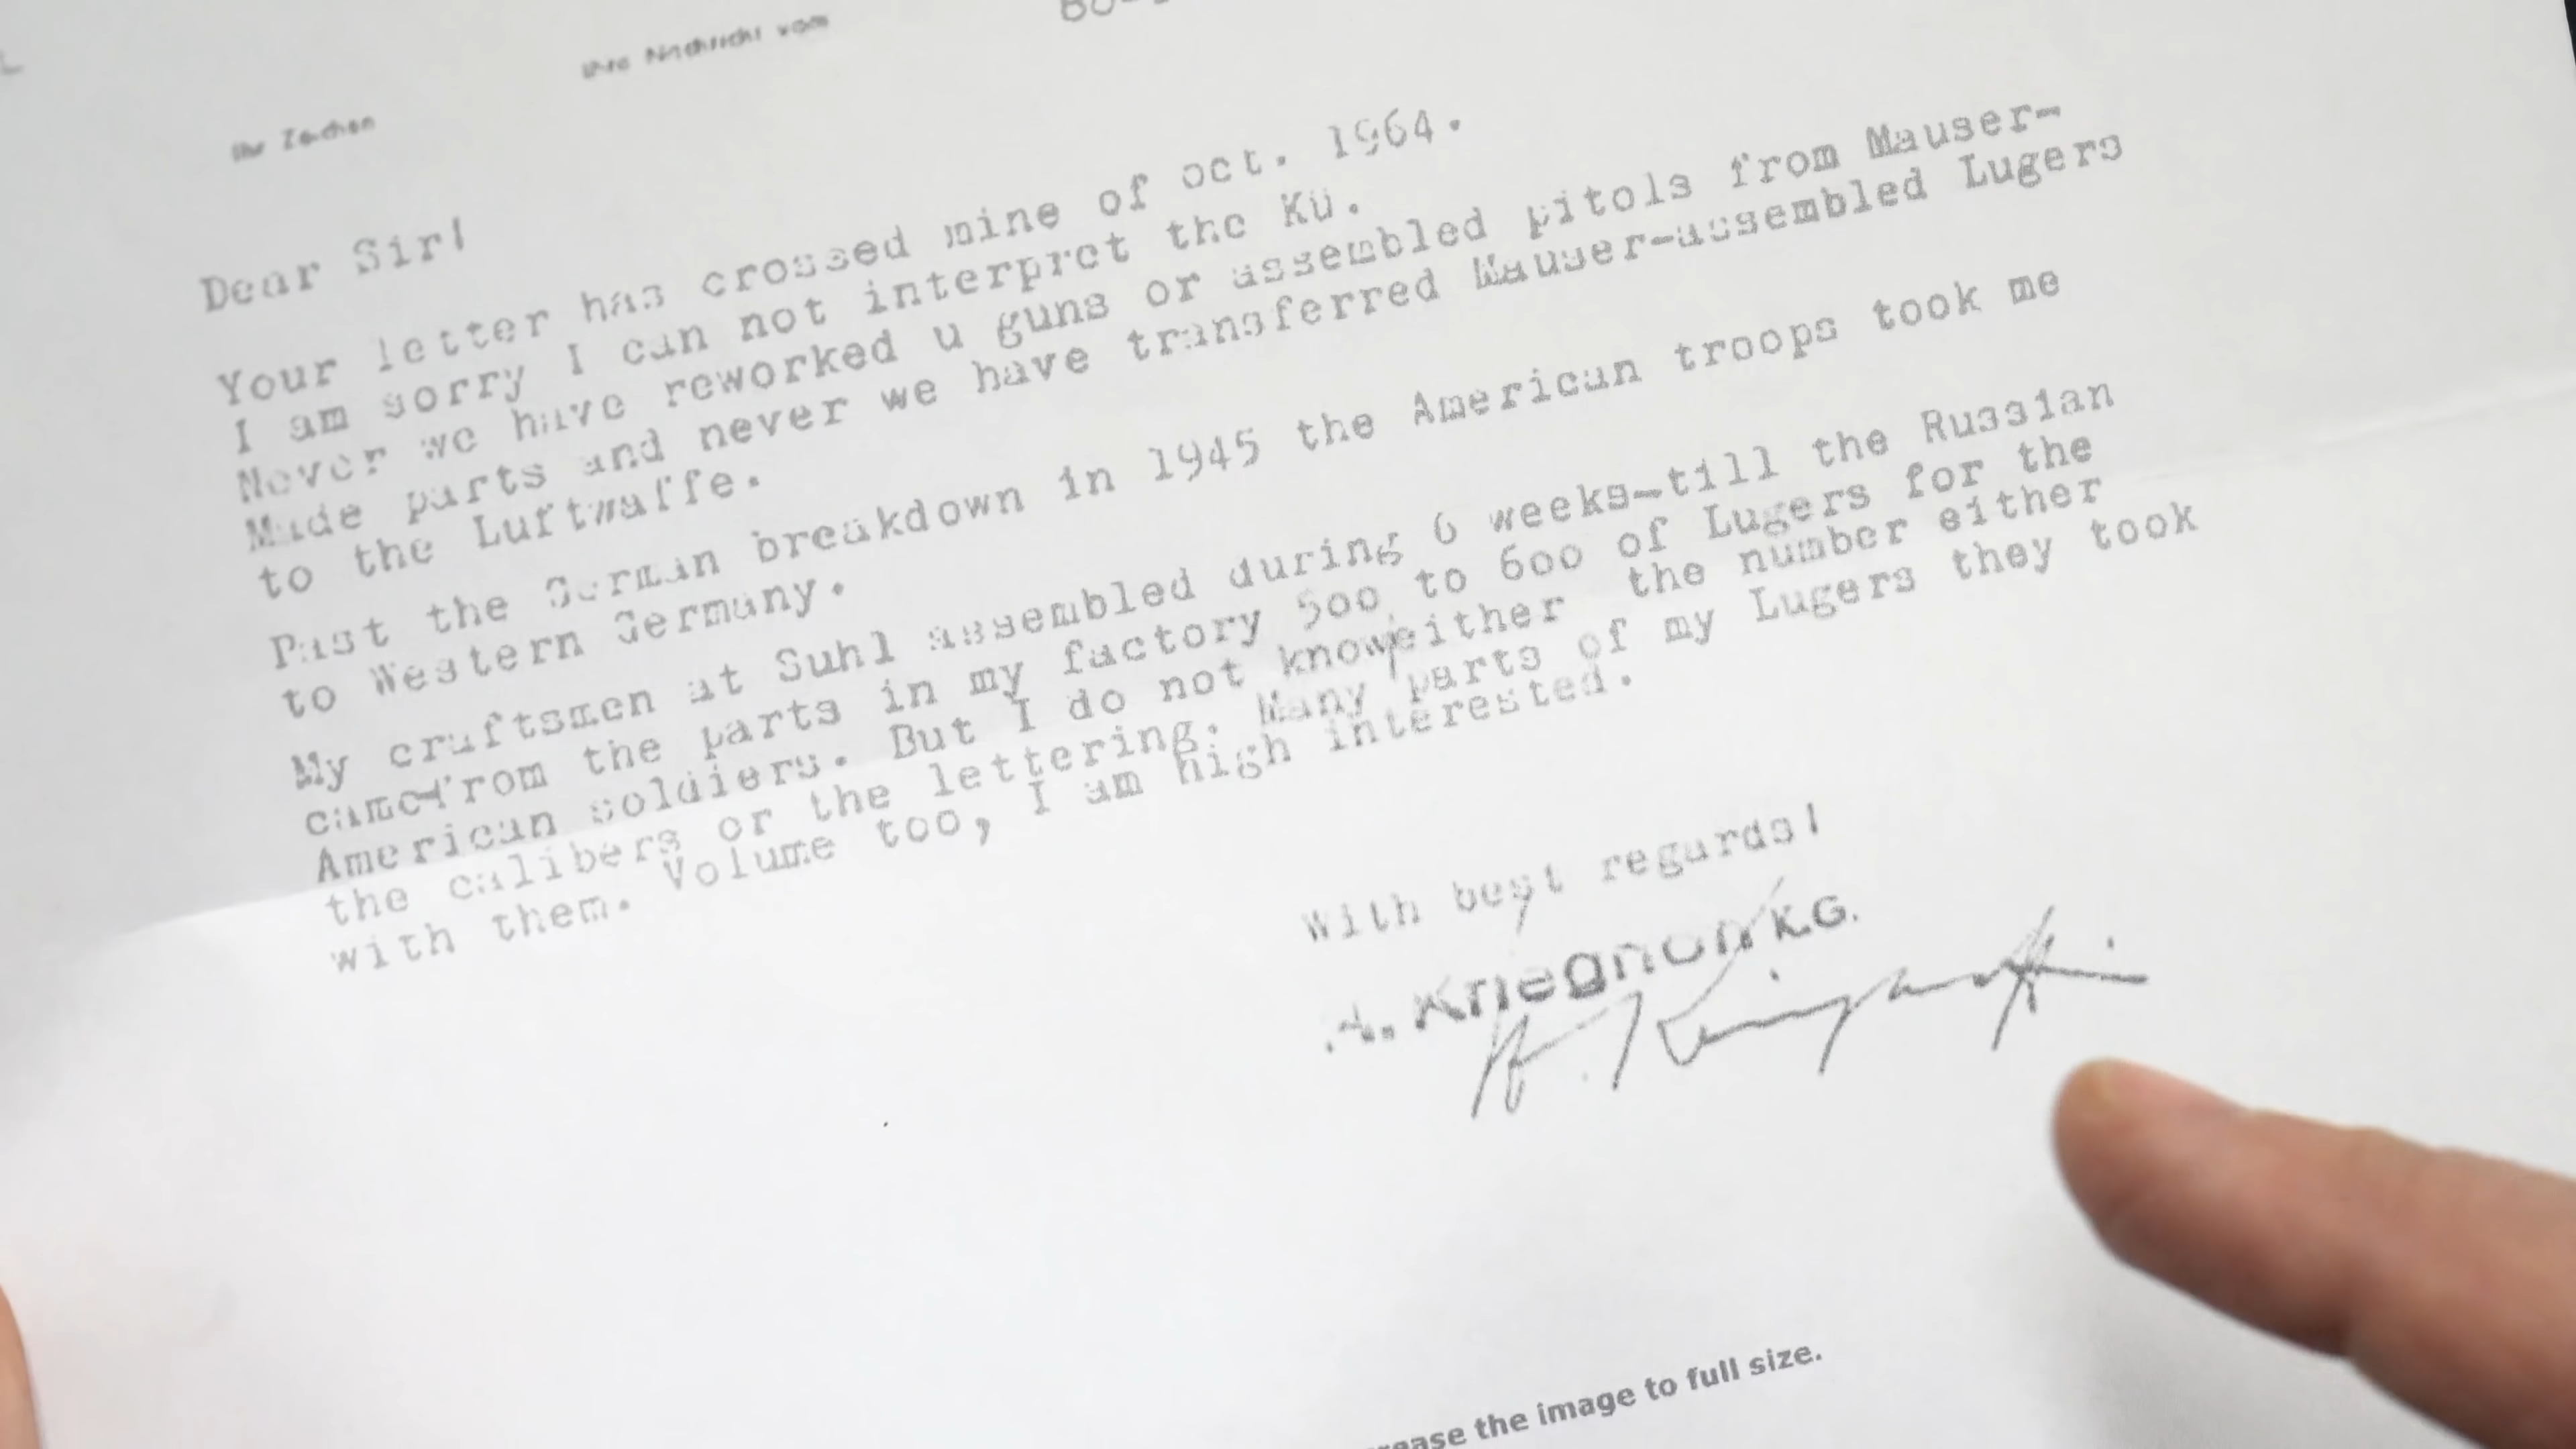 Ihr Zeichen
Ihre Nachricht vom
Dear Sir!
Your letter has crossed mine of oct. 1964.
I am sorry I can not interpret the Kü.
Never we have reworked u guns or assembled pitols from Mauser-
Made parts and never we have transferred Mauser-assembled Lugers
to the Luftwaffe.
Past the German breakdown in 1945 the American troops took me
to Western Germany.
My craftsmen at Suhl assembled during 6 weeks-till the Russian
came-from the parts in my factory 500 to 600 of Lugers for the
American soldiers. But I do not know either the number either
the calibers or the lettering. Many parts of my Lugers they took
with them. Volume too, I am high interested.
With best regards!
H. K.G.
the image to full size.